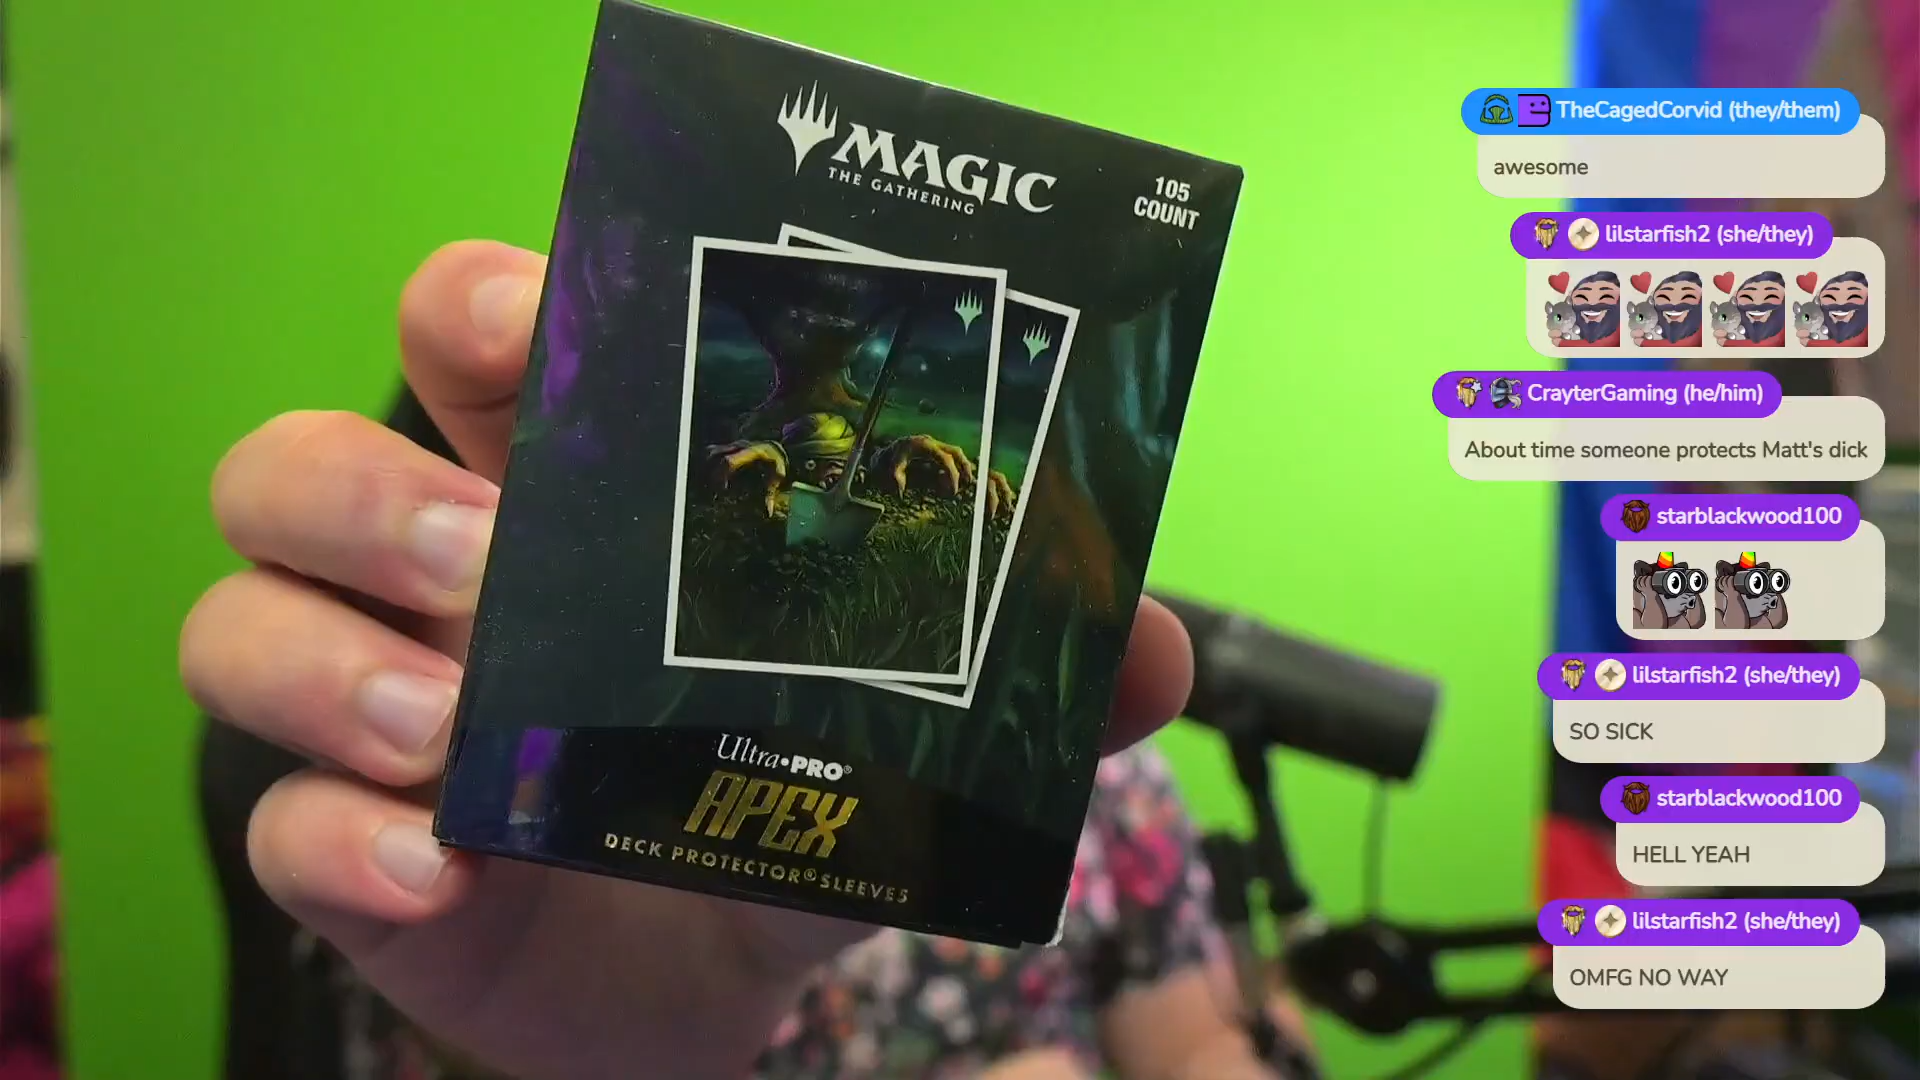 MAGIC
THE GATHERING
105
COUNT
Ultra•PRO®
APEX
DECK PROTECTOR® SLEEVES
TheCagedCorvid (they/them)
awesome
lilstarfish2 (she/they)
CrayterGaming (he/him)
About time someone protects Matt's dick
starblackwood100
lilstarfish2 (she/they)
SO SICK
starblackwood100
HELL YEAH
lilstarfish2 (she/they)
OMFG NO WAY